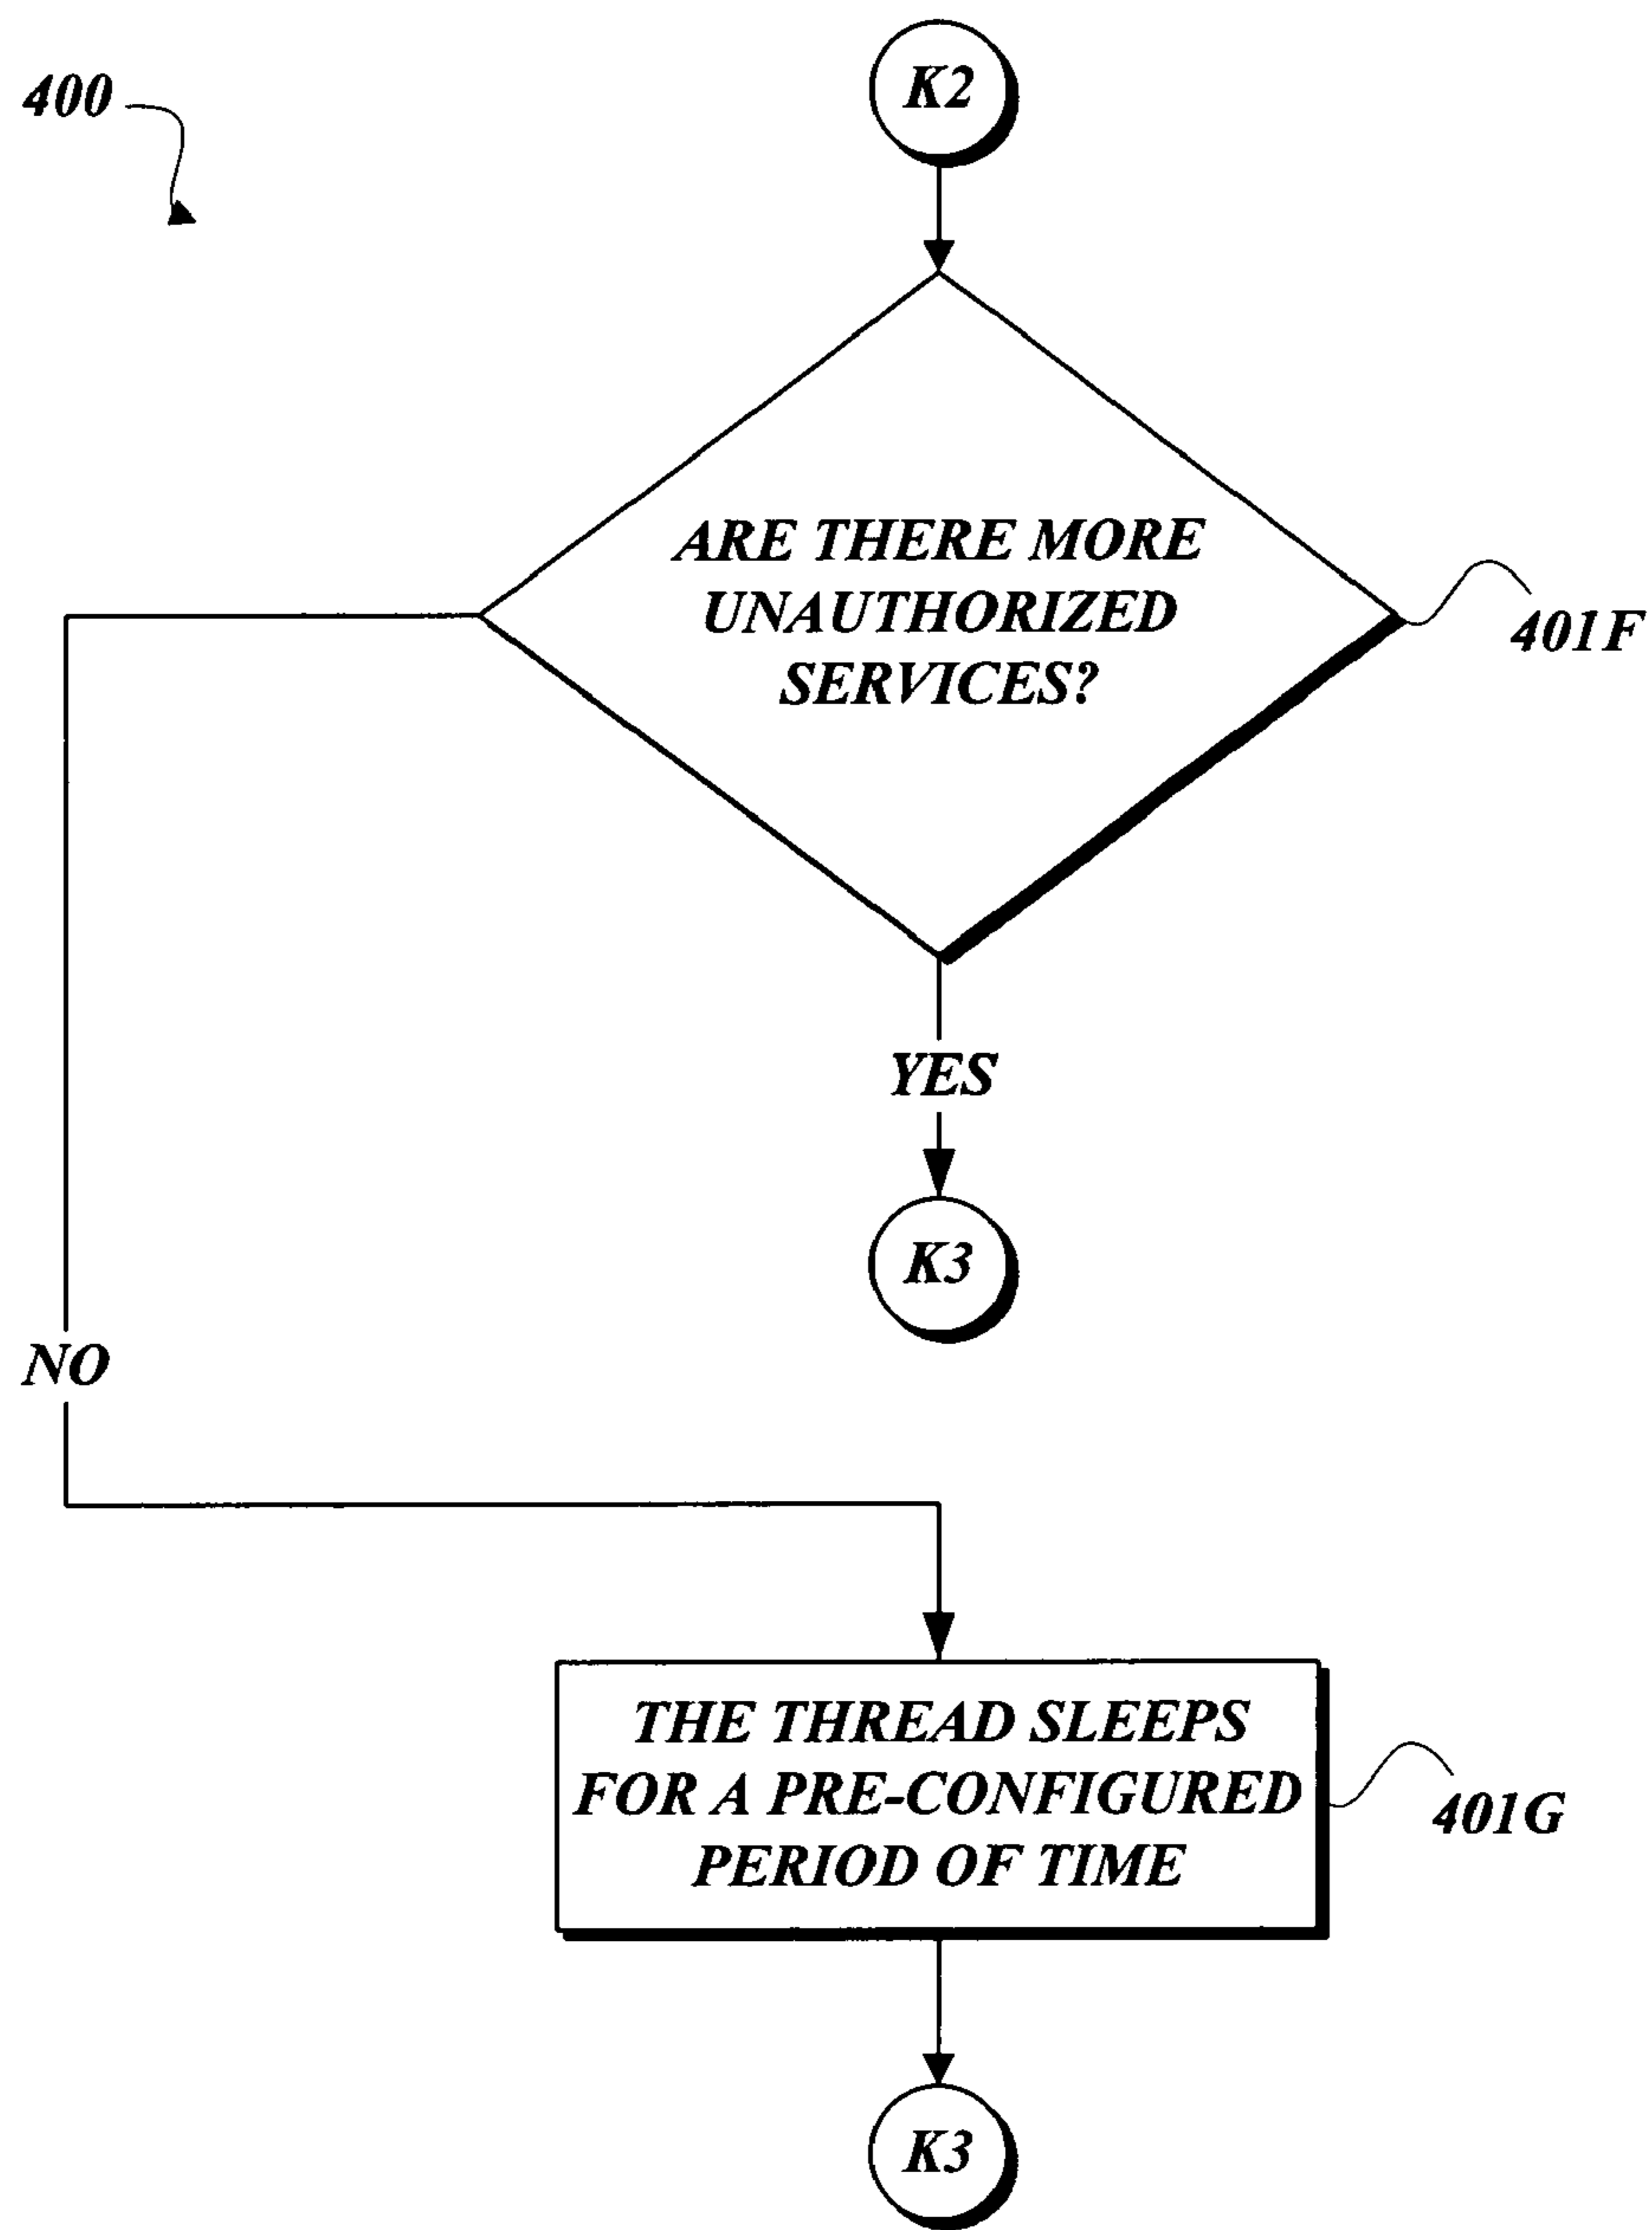 400
K2
ARE THERE MORE
UNAUTHORIZED
SERVICES?
401F
YES
K3
NO
THE THREAD SLEEPS
FOR A PRE-CONFIGURED
PERIOD OF TIME
401G
K3